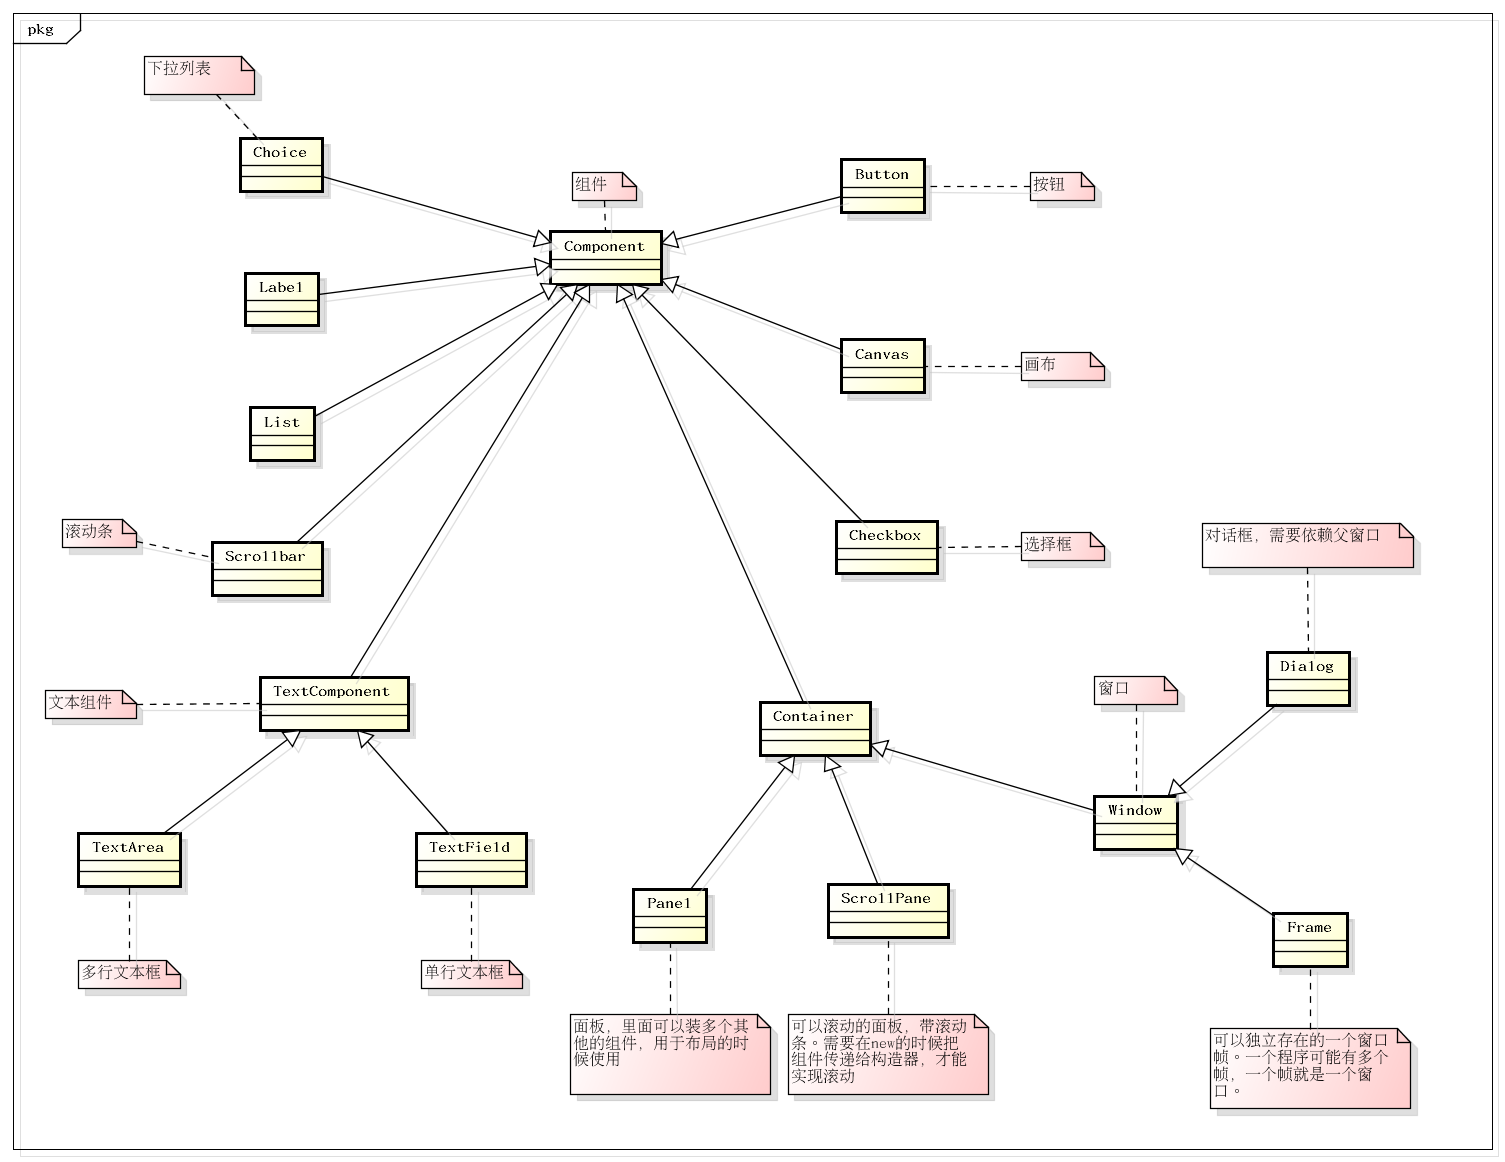 pkg
下拉列表
Choice
组件
Button
按钮
Component
Label
Canvas
画布
List
滚动条
Scrollbar
Checkbox
选择框
对话框，需要依赖父窗口
Dialog
文本组件
TextComponent
窗口
Container
Window
TextArea
TextField
Panel
ScrollPane
Frame
多行文本框
单行文本框
面板，里面可以装多个其
他的组件，用于布局的时
候使用
可以滚动的面板，带滚动
条。需要在new的时候把
组件传递给构造器，才能
实现滚动
可以独立存在的一个窗口
帧。一个程序可能有多个
帧，一个帧就是一个窗
口。